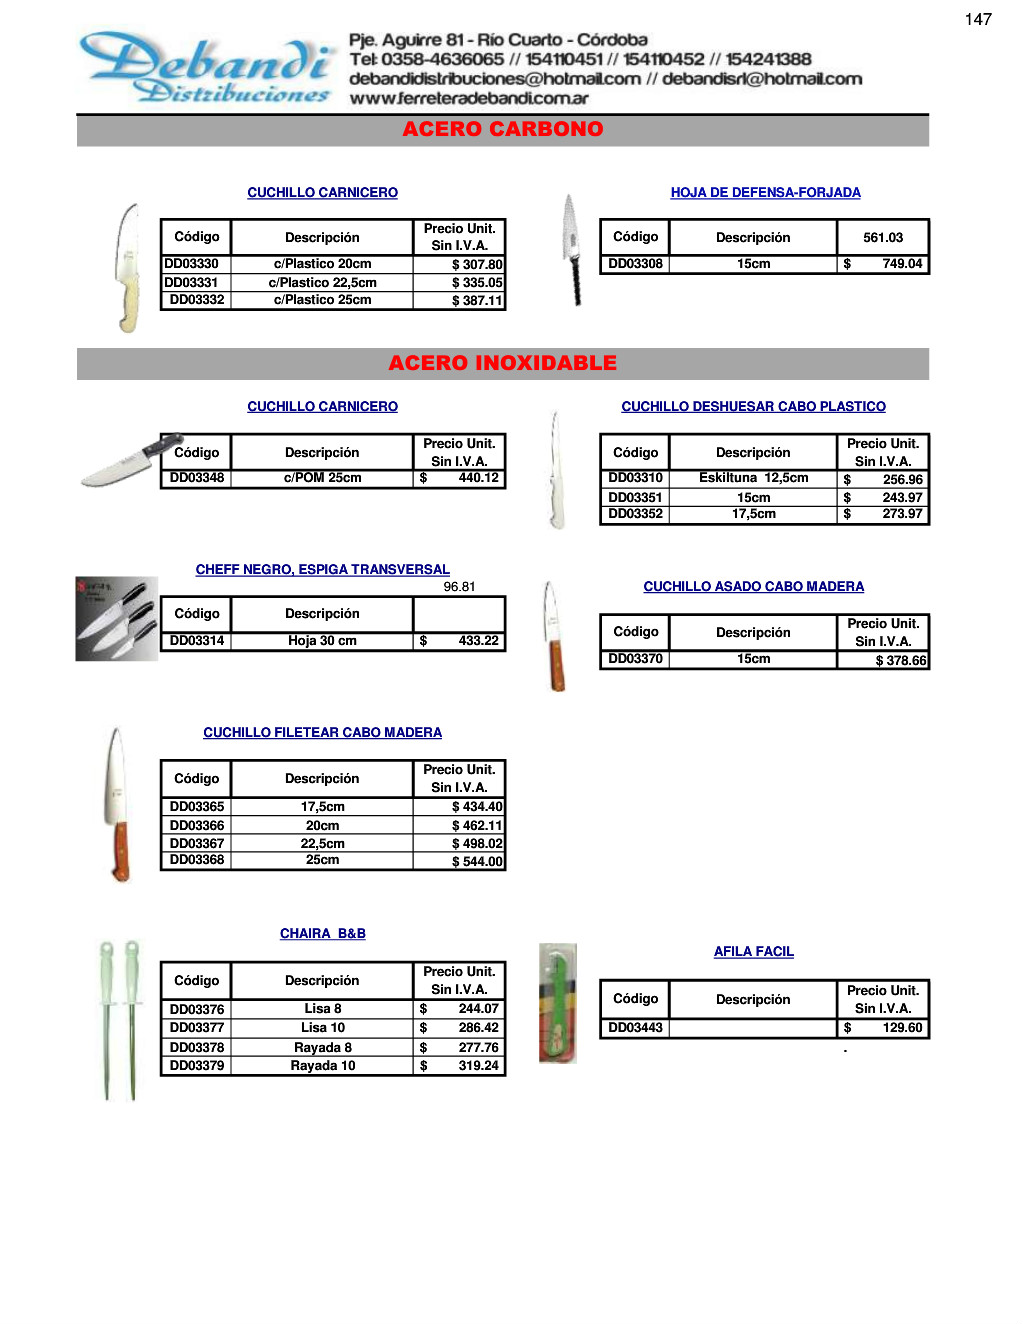 147
Debandi
Distribuciones
Pje. Aguirre 81 - Río Cuarto - Córdoba
Tel: 0358-4636065 // 154110451 // 154110452 // 154241388
debandidistribuciones@hotmail.com // debandisrl@hotmail.com
www.ferreteradebandi.com.ar
ACERO CARBONO
CUCHILLO CARNICERO
Código Descripción Precio Unit. Sin I.V.A.
DD03330 c/Plastico 20cm $ 307.80
DD03331 c/Plastico 22,5cm $ 335.05
DD03332 c/Plastico 25cm $ 387.11
HOJA DE DEFENSA-FORJADA
Código Descripción 561.03
DD03308 15cm $ 749.04
ACERO INOXIDABLE
CUCHILLO CARNICERO
Código Descripción Precio Unit. Sin I.V.A.
DD03348 c/POM 25cm $ 440.12
CUCHILLO DESHUESAR CABO PLASTICO
Código Descripción Precio Unit. Sin I.V.A.
DD03310 Eskiltuna 12,5cm $ 256.96
DD03351 15cm $ 243.97
DD03352 17,5cm $ 273.97
CHEFF NEGRO, ESPIGA TRANSVERSAL
96.81
Código Descripción
DD03314 Hoja 30 cm $ 433.22
CUCHILLO ASADO CABO MADERA
Código Descripción Precio Unit. Sin I.V.A.
DD03370 15cm $ 378.66
CUCHILLO FILETEAR CABO MADERA
Código Descripción Precio Unit. Sin I.V.A.
DD03365 17,5cm $ 434.40
DD03366 20cm $ 462.11
DD03367 22,5cm $ 498.02
DD03368 25cm $ 544.00
CHAIRA B&B
Código Descripción Precio Unit. Sin I.V.A.
DD03376 Lisa 8 $ 244.07
DD03377 Lisa 10 $ 286.42
DD03378 Rayada 8 $ 277.76
DD03379 Rayada 10 $ 319.24
AFILA FACIL
Código Descripción Precio Unit. Sin I.V.A.
DD03443 $ 129.60
.